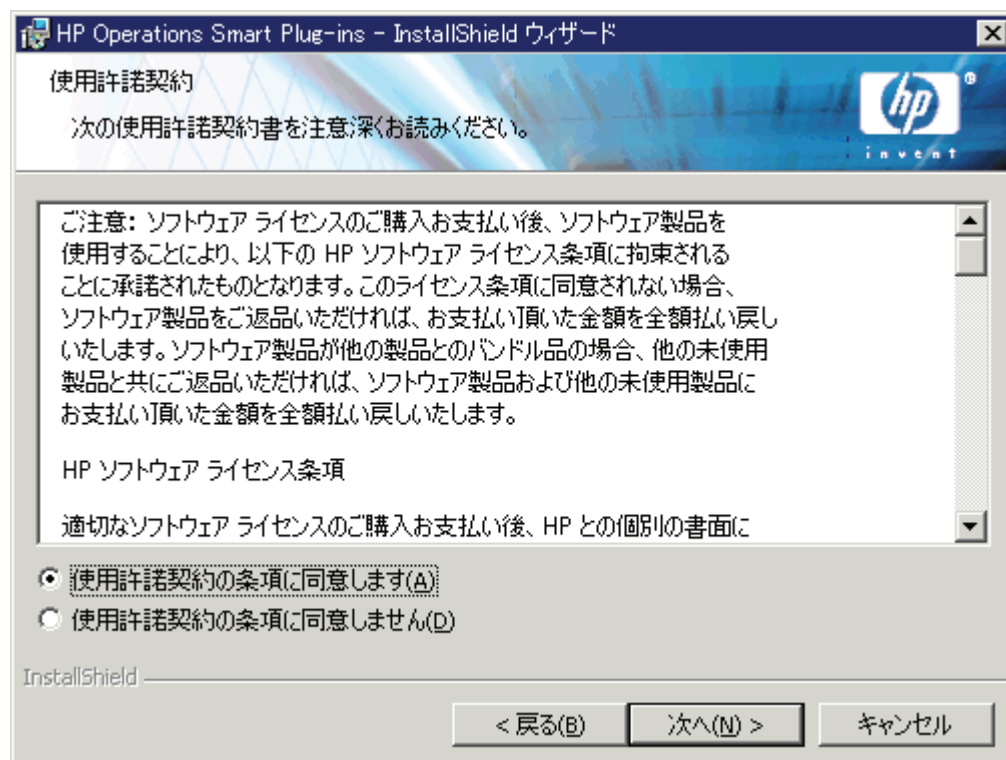 HP Operations Smart Plug-ins - InstallShield ウィザード
使用許諾契約
次の使用許諾契約書を注意深くお読みください。
hp
invent
ご注意: ソフトウェア ライセンスのご購入お支払い後、ソフトウェア製品を
使用することにより、以下の HP ソフトウェア ライセンス条項に拘束される
ことに承諾されたものとなります。このライセンス条項に同意されない場合、
ソフトウェア製品をご返品いただければ、お支払い頂いた金額を全額払い戻し
いたします。ソフトウェア製品が他の製品とのバンドル品の場合、他の未使用
製品と共にご返品いただければ、ソフトウェア製品および他の未使用製品に
お支払い頂いた金額を全額払い戻しいたします。
HP ソフトウェア ライセンス条項
適切なソフトウェア ライセンスのご購入お支払い後、HP との個別の書面に
使用許諾契約の条項に同意します(A)
使用許諾契約の条項に同意しません(D)
InstallShield
< 戻る(B)
次へ(N) >
キャンセル